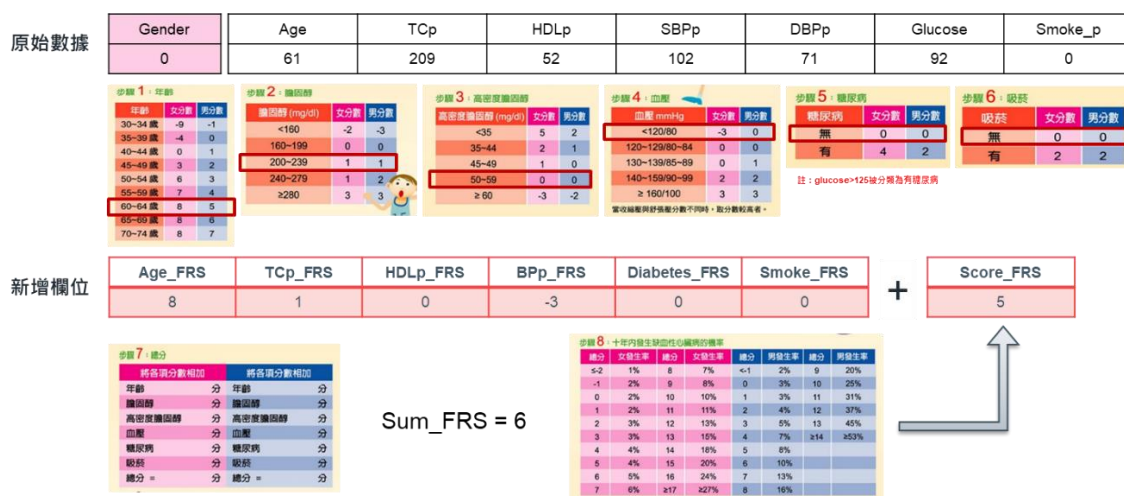 原始數據
Gender Age TCp HDLp SBPp DBPp Glucose Smoke_p
0 61 209 52 102 71 92 0
步驟1：年齡
年齡 女分數 男分數
30~34 歲 -9 -1
35~39 歲 -4 0
40~44 歲 0 1
45~49 歲 3 2
50~54 歲 6 3
55~59 歲 7 4
60~64 歲 8 5
65~69 歲 8 6
70~74 歲 8 7
步驟2：膽固醇
膽固醇 (mg/dl) 女分數 男分數
<160 -2 -3
160~199 0 0
200~239 1 1
240~279 1 2
≥280 3 3
步驟3：高密度膽固醇
高密度膽固醇 (mg/dl) 女分數 男分數
<35 5 2
35~44 2 1
45~49 1 0
50~59 0 0
≥ 60 -3 -2
步驟4：血壓
血壓 mmHg 女分數 男分數
<120/80 -3 0
120~129/80~84 0 0
130~139/85~89 0 1
140~159/90~99 2 2
≥ 160/100 3 3
當收縮壓與舒張壓分數不同時，取分數較高者。
步驟5：糖尿病
糖尿病 女分數 男分數
無 0 0
有 4 2
註：glucose>125被分類為有糖尿病
步驟6：吸菸
吸菸 女分數 男分數
無 0 0
有 2 2
新增欄位
Age_FRS TCp_FRS HDLp_FRS BPp_FRS Diabetes_FRS Smoke_FRS + Score_FRS
8 1 0 -3 0 0 5
步驟7：總分
將各項分數相加 將各項分數相加
年齡 分 年齡 分
膽固醇 分 膽固醇 分
高密度膽固醇 分 高密度膽固醇 分
血壓 分 血壓 分
糖尿病 分 糖尿病 分
吸菸 分 吸菸 分
總分 = 分 總分 = 分
Sum_FRS = 6
步驟8：十年內發生缺血性心臟病的機率
總分 女發生率 總分 女發生率 總分 男發生率 總分 男發生率
≤-2 1% 8 7% <-1 2% 9 20%
-1 2% 9 8% 0 3% 10 25%
0 2% 10 10% 1 3% 11 31%
1 2% 11 11% 2 4% 12 37%
2 3% 12 13% 3 5% 13 45%
3 3% 13 15% 4 7% ≥14 ≥53%
4 4% 14 18% 5 8%
5 4% 15 20% 6 10%
6 5% 16 24% 7 13%
7 6% ≥17 ≥27% 8 16%